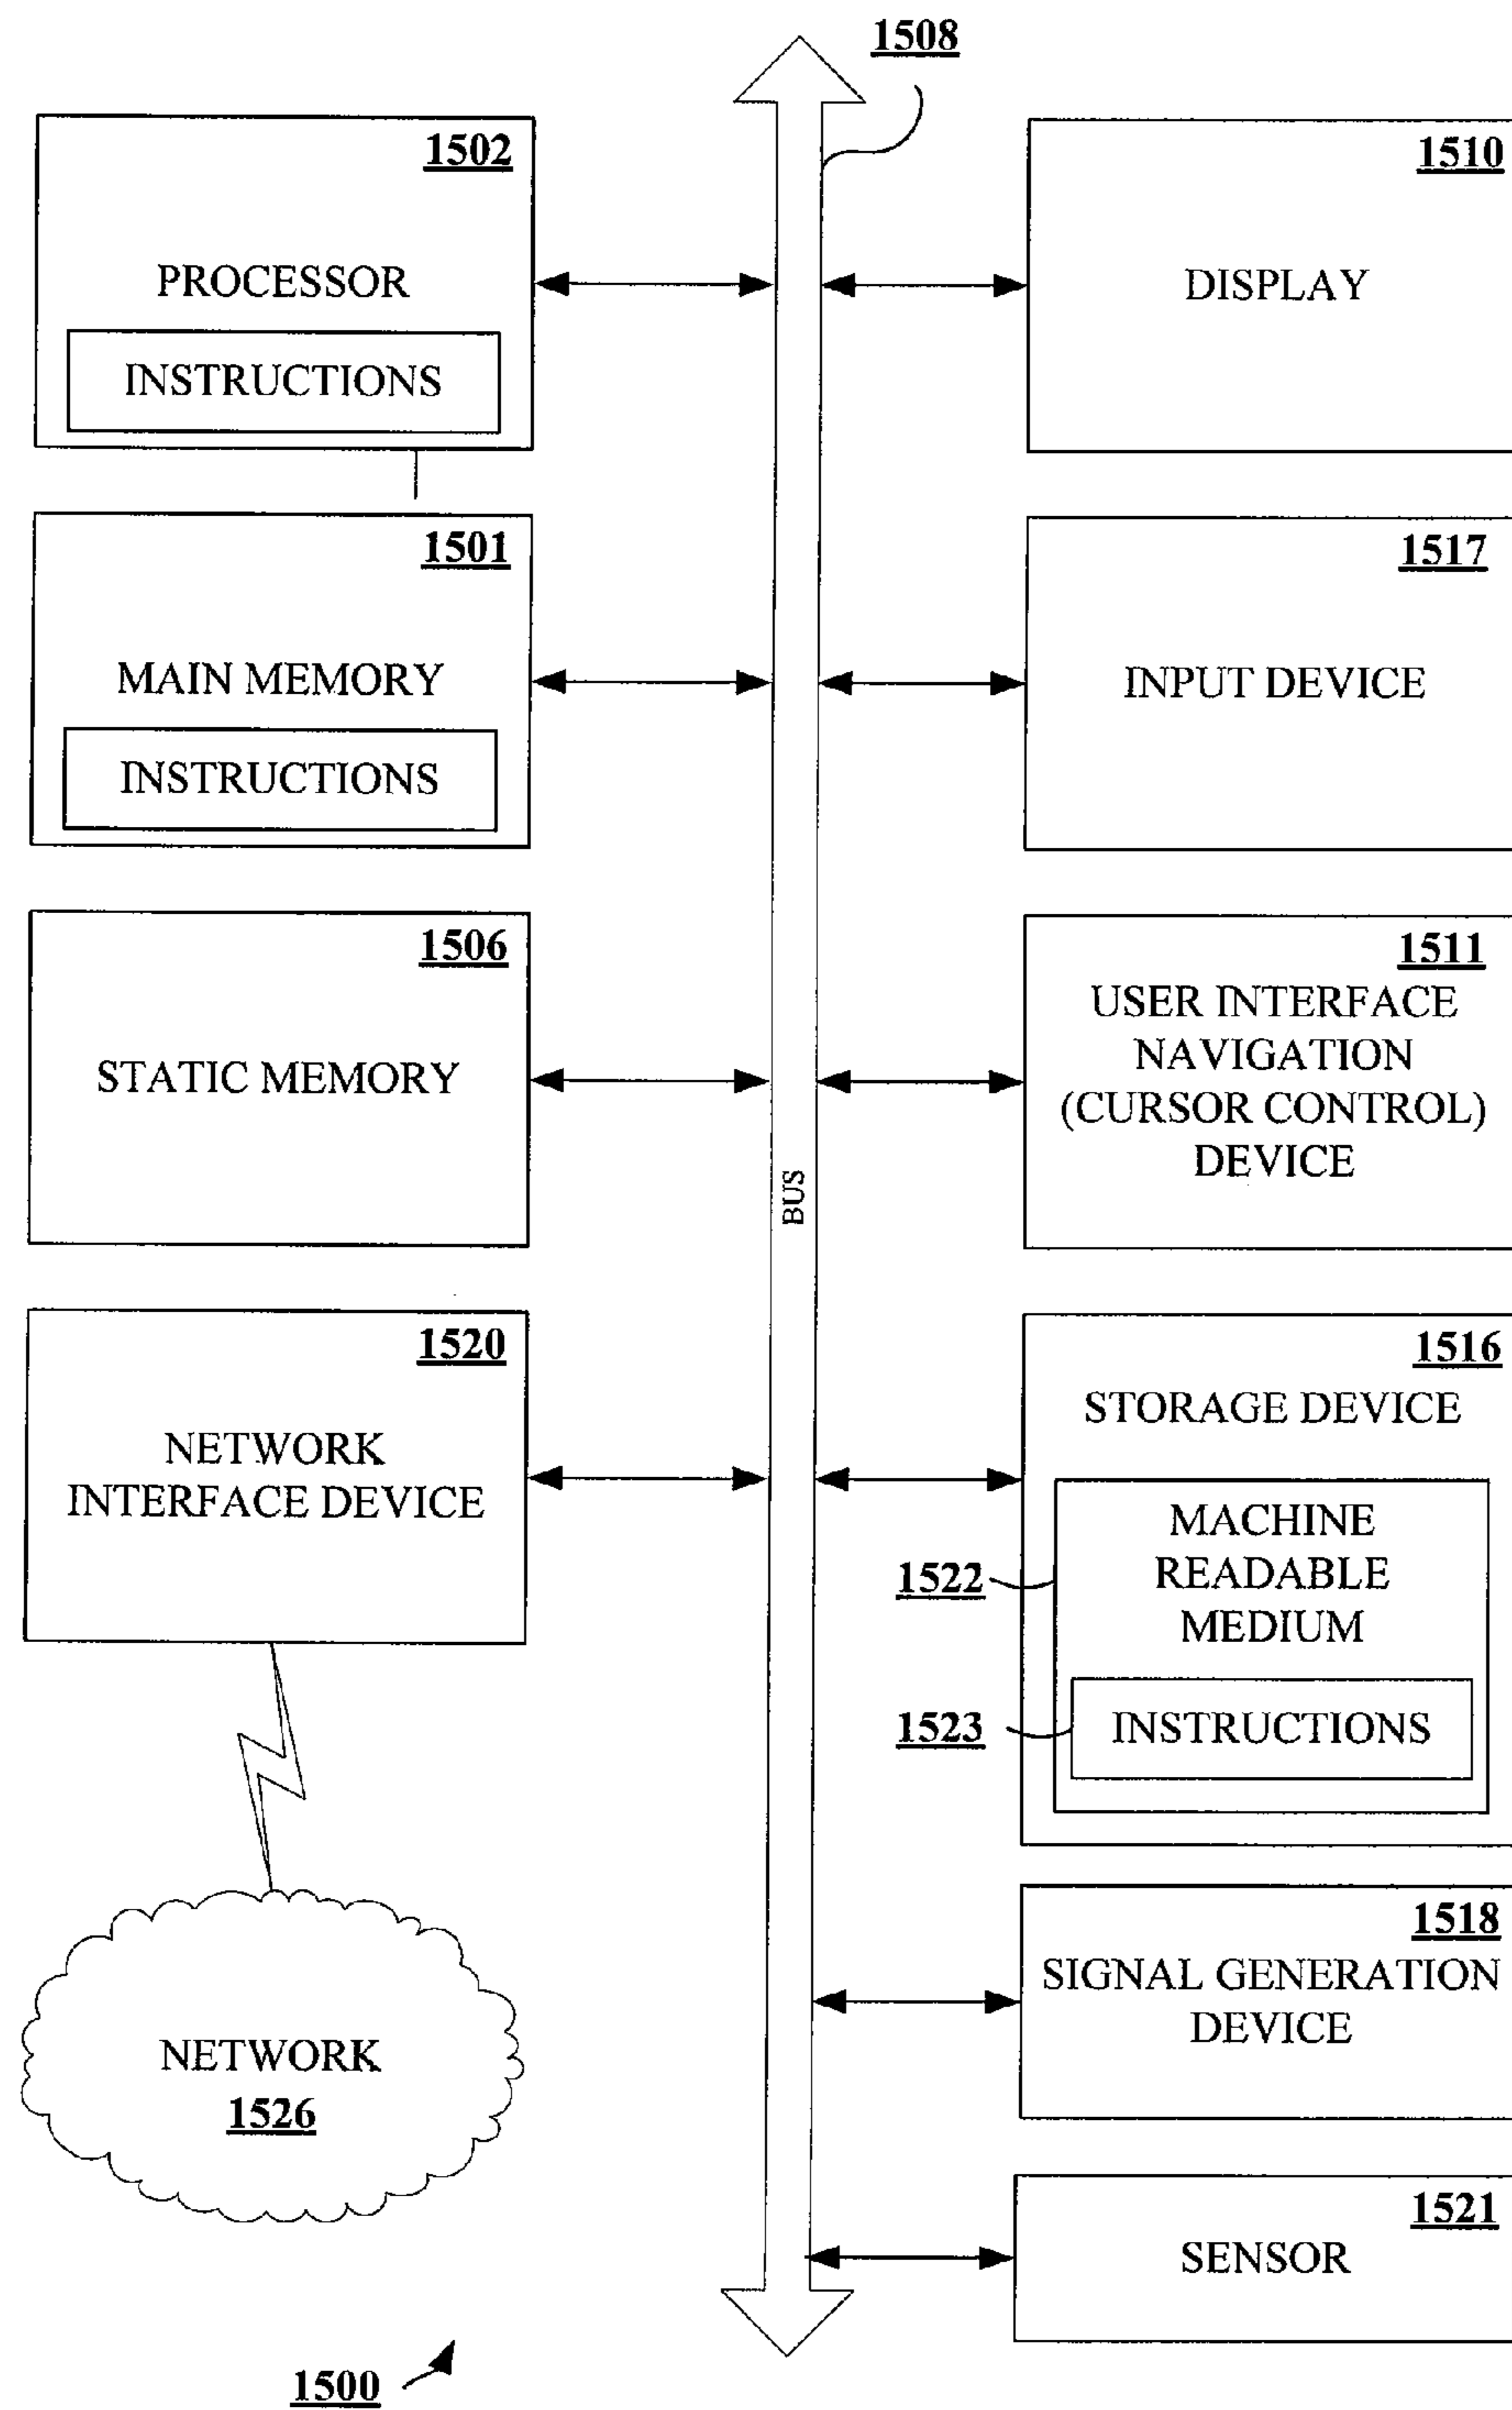 1508
1502
PROCESSOR
INSTRUCTIONS
1510
DISPLAY
1501
MAIN MEMORY
INSTRUCTIONS
1517
INPUT DEVICE
1506
STATIC MEMORY
1511
USER INTERFACE
NAVIGATION
(CURSOR CONTROL)
DEVICE
BUS
1520
NETWORK
INTERFACE DEVICE
1516
STORAGE DEVICE
MACHINE
READABLE
MEDIUM
1522
INSTRUCTIONS
1523
1518
SIGNAL GENERATION
DEVICE
NETWORK
1526
1521
SENSOR
1500